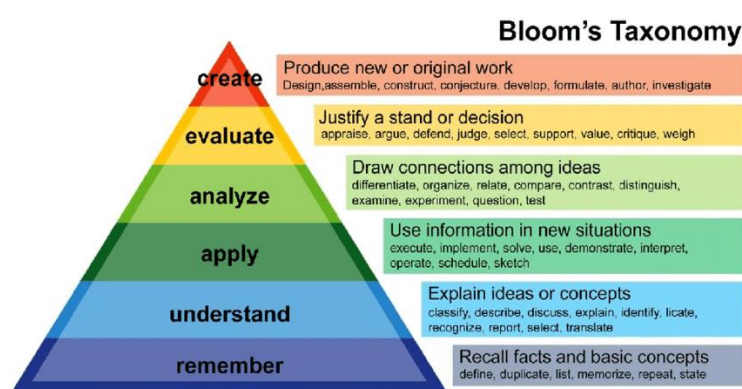 Bloom's Taxonomy
create
Produce new or original work
Design,assemble, construct, conjecture, develop, formulate, author, investigate
evaluate
Justify a stand or decision
appraise, argue, defend, judge, select, support, value, critique, weigh
analyze
Draw connections among ideas
differentiate, organize, relate, compare, contrast, distinguish,
examine, experiment, question, test
apply
Use information in new situations
execute, implement, solve, use, demonstrate, interpret,
operate, schedule, sketch
understand
Explain ideas or concepts
classify, describe, discuss, explain, identify, licate,
recognize, report, select, translate
remember
Recall facts and basic concepts
define, duplicate, list, memorize, repeat, state